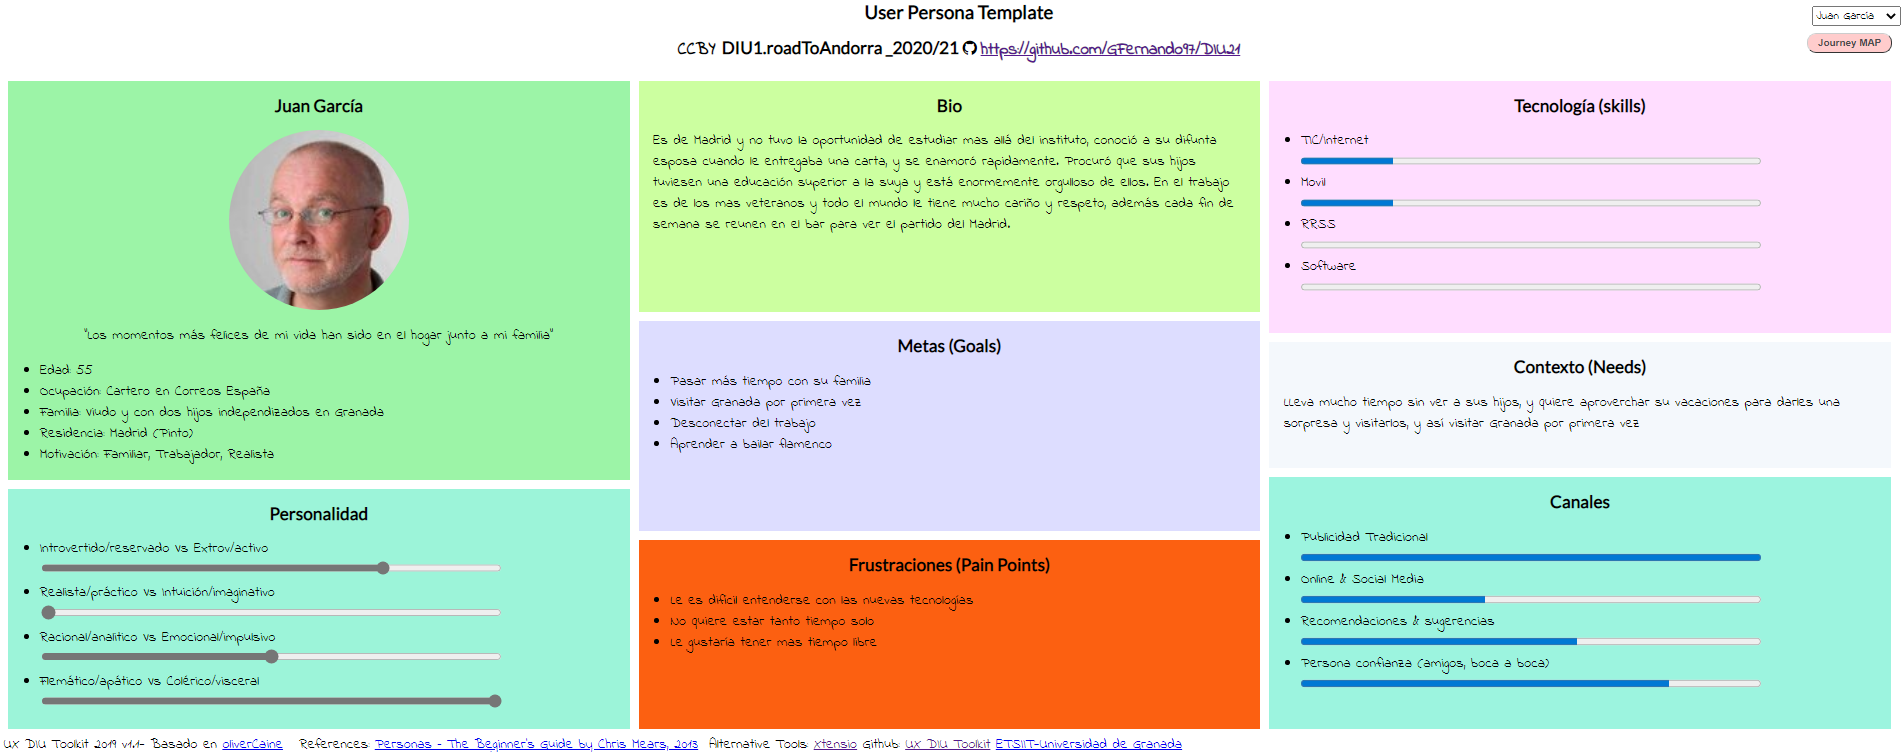 User Persona Template
Juan García
CCBY DIU1.roadToAndorra _2020/21 https://github.com/GFernando97/DIU21
Journey MAP
Juan García
"Los momentos más felices de mi vida han sido en el hogar junto a mi familia"
Edad: 55
Ocupación: Cartero en Correos España
Familia: Viudo y con dos hijos independizados en Granada
Residencia: Madrid (Pinto)
Motivación: Familiar, Trabajador, Realista
Personalidad
Introvertido/reservado Vs Extrov/activo
Realista/práctico Vs Intuición/imaginativo
Racional/analítico Vs Emocional/impulsivo
Flemático/apático Vs Colérico/visceral
Bio
Es de Madrid y no tuvo la oportunidad de estudiar mas allá del instituto, conoció a su difunta
esposa cuando le entregaba una carta, y se enamoró rapidamente. Procuró que sus hijos
tuviesen una educación superior a la suya y está enormemente orgulloso de ellos. En el trabajo
es de los mas veteranos y todo el mundo le tiene mucho cariño y respeto, además cada fin de
semana se reunen en el bar para ver el partido del Madrid.
Metas (Goals)
Pasar más tiempo con su familia
Visitar Granada por primera vez
Desconectar del trabajo
Aprender a bailar flamenco
Frustraciones (Pain Points)
Le es difícil entenderse con las nuevas tecnologías
No quiere estar tanto tiempo solo
Le gustaría tener mas tiempo libre
Tecnología (skills)
TIC/Internet
Movil
RRSS
Software
Contexto (Needs)
Lleva mucho tiempo sin ver a sus hijos, y quiere aproverchar su vacaciones para darles una
sorpresa y visitarlos, y así visitar Granada por primera vez
Canales
Publicidad Tradicional
Online & Social Media
Recomendaciones & sugerencias
Persona confianza (amigos, boca a boca)
UX DIU Toolkit 2019 v1.1- Basado en oliverCaine References: Personas - The Beginner's Guide by Chris Mears, 2013 Alternative Tools: Xtensio Github: UX DIU Toolkit ETSIIT-Universidad de Granada